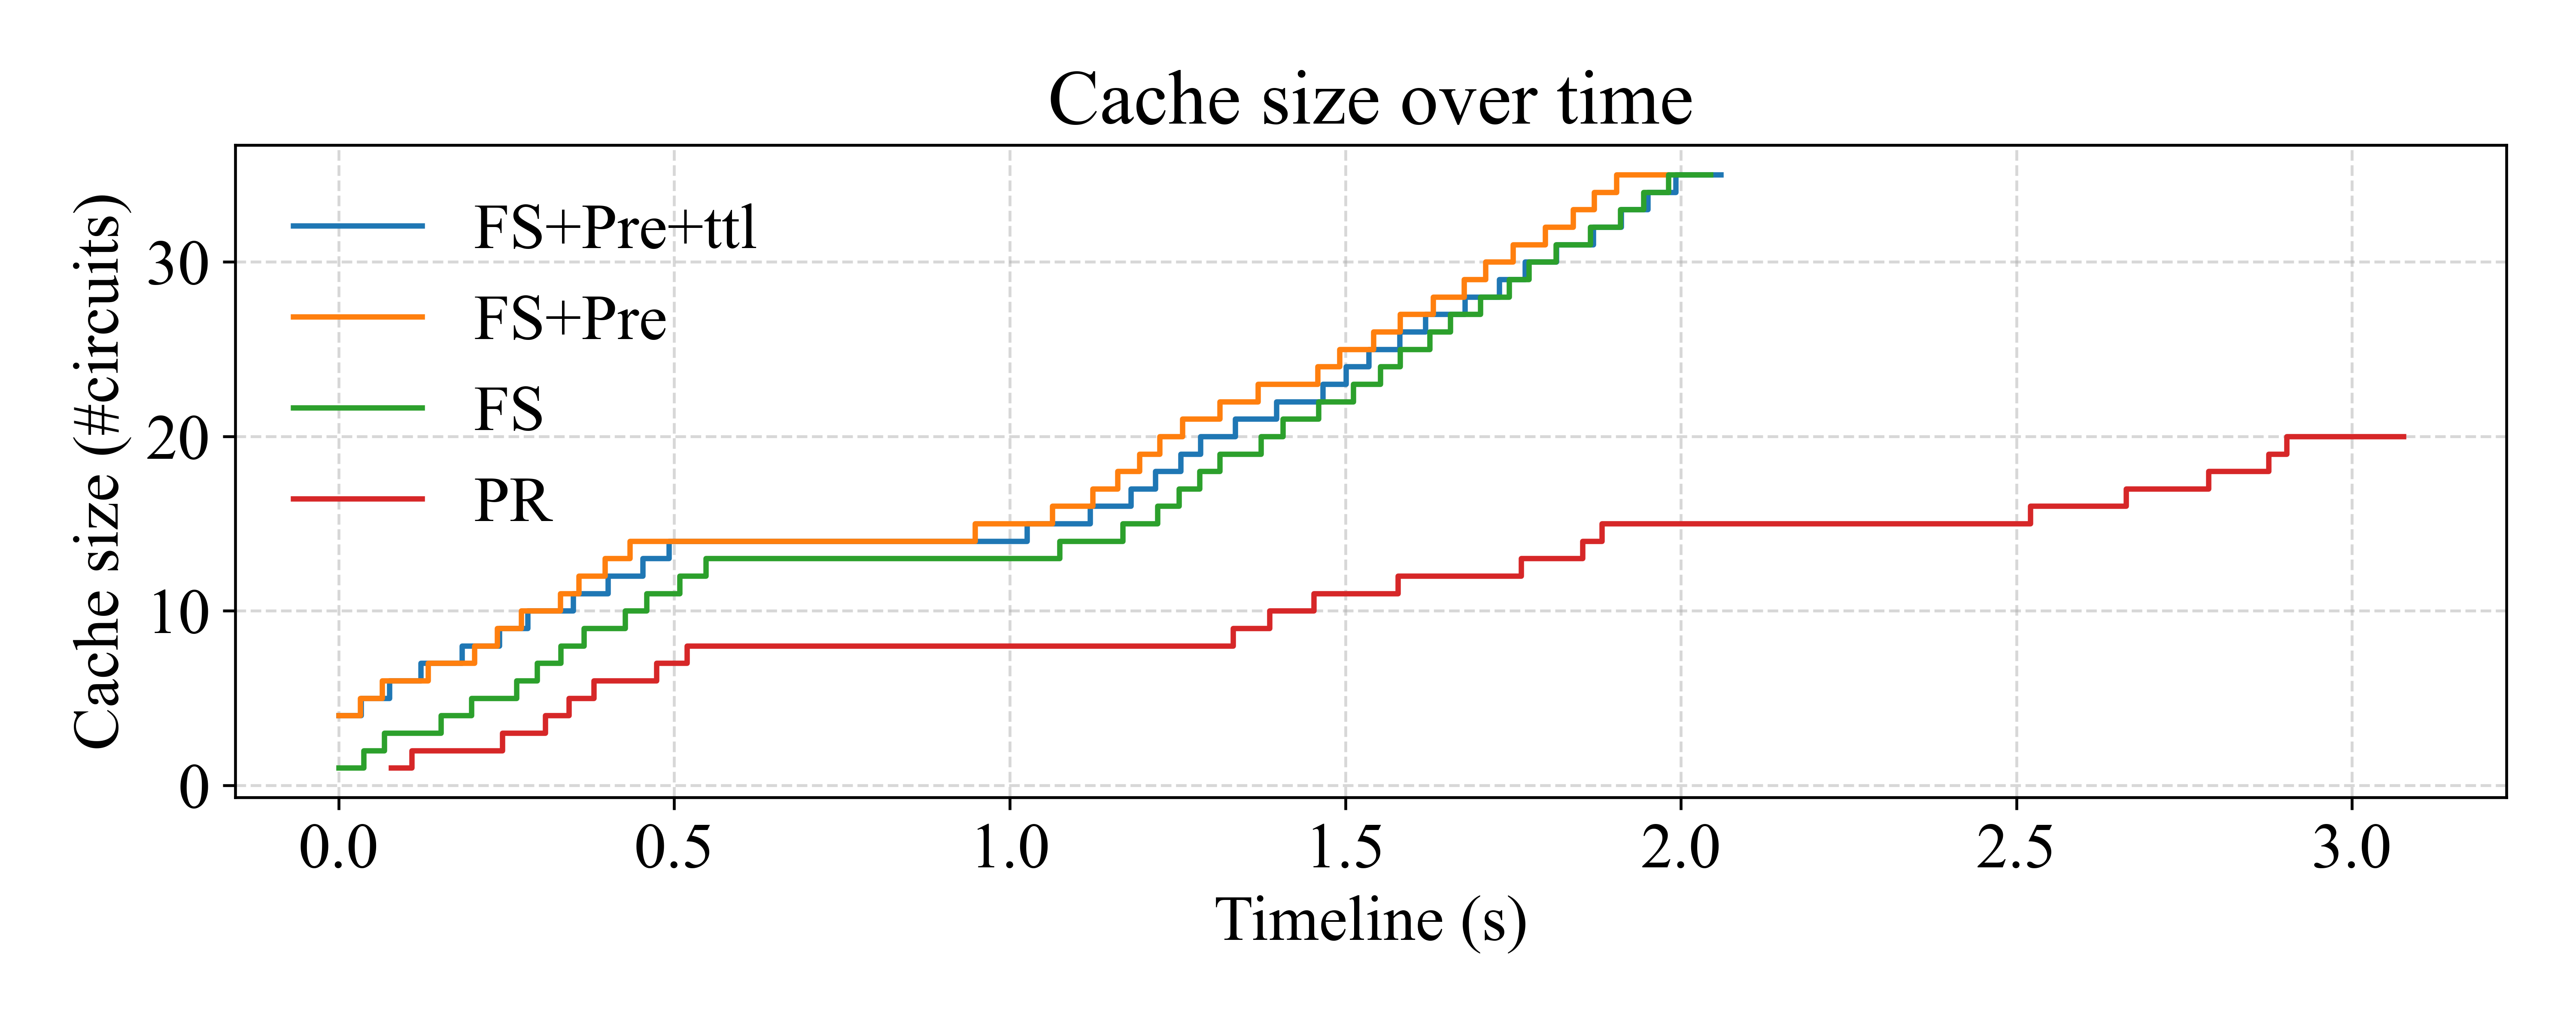 Cache size over time
Cache size (#circuits)
30
20
10
0
FS+Pre+ttl
FS+Pre
FS
PR
0.0 0.5 1.0 1.5 2.0 2.5 3.0
Timeline (s)